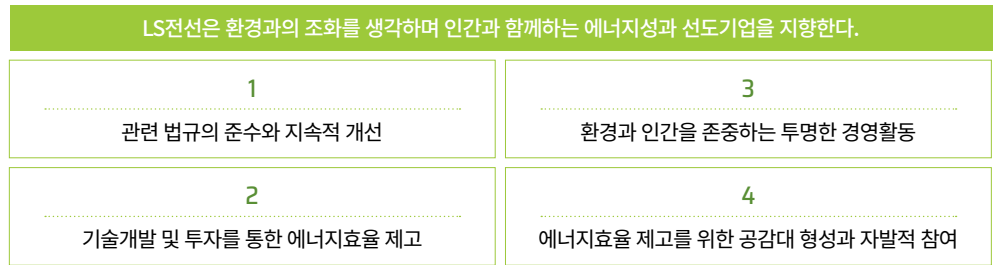 LS전선은 환경과의 조화를 생각하며 인간과 함께하는 에너지성과 선도기업을 지향한다.
1
관련 법규의 준수와 지속적 개선
2
기술개발 및 투자를 통한 에너지효율 제고
3
환경과 인간을 존중하는 투명한 경영활동
4
에너지효율 제고를 위한 공감대 형성과 자발적 참여